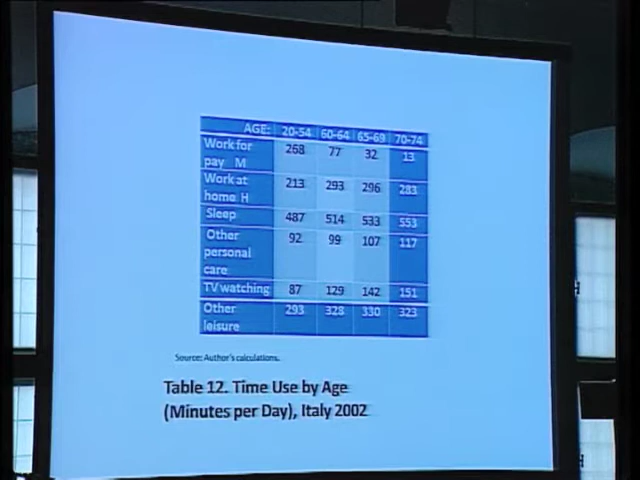 AGE: 20-54 60-64 65-69 70-74
Work for pay M 268 77 32 13
Work at home H 213 293 296 283
Sleep 487 514 533 553
Other personal care 92 99 107 117
TV watching 87 129 142 151
Other leisure 293 328 330 323
Source: Author's calculations.
Table 12. Time Use by Age
(Minutes per Day), Italy 2002